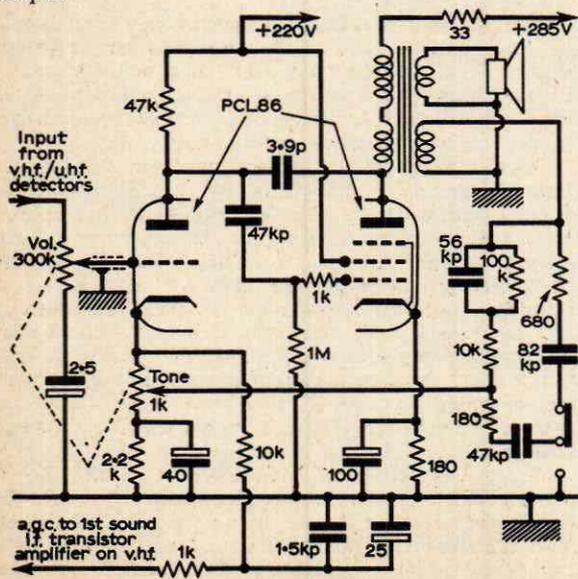 +220V
33
+285V
47k
PCL86
Input
from
v.h.f./u.h.f.
detectors
3·9p
Vol.
300k
47kp
1k
56
kp
100
k
680
2·5
1M
10k
82
kp
Tone
1k
180
2·2
k
40
10k
100
180
47kp
a.g.c. to 1st sound
i.f. transistor
amplifier on v.h.f.
1k
1·5kp
25